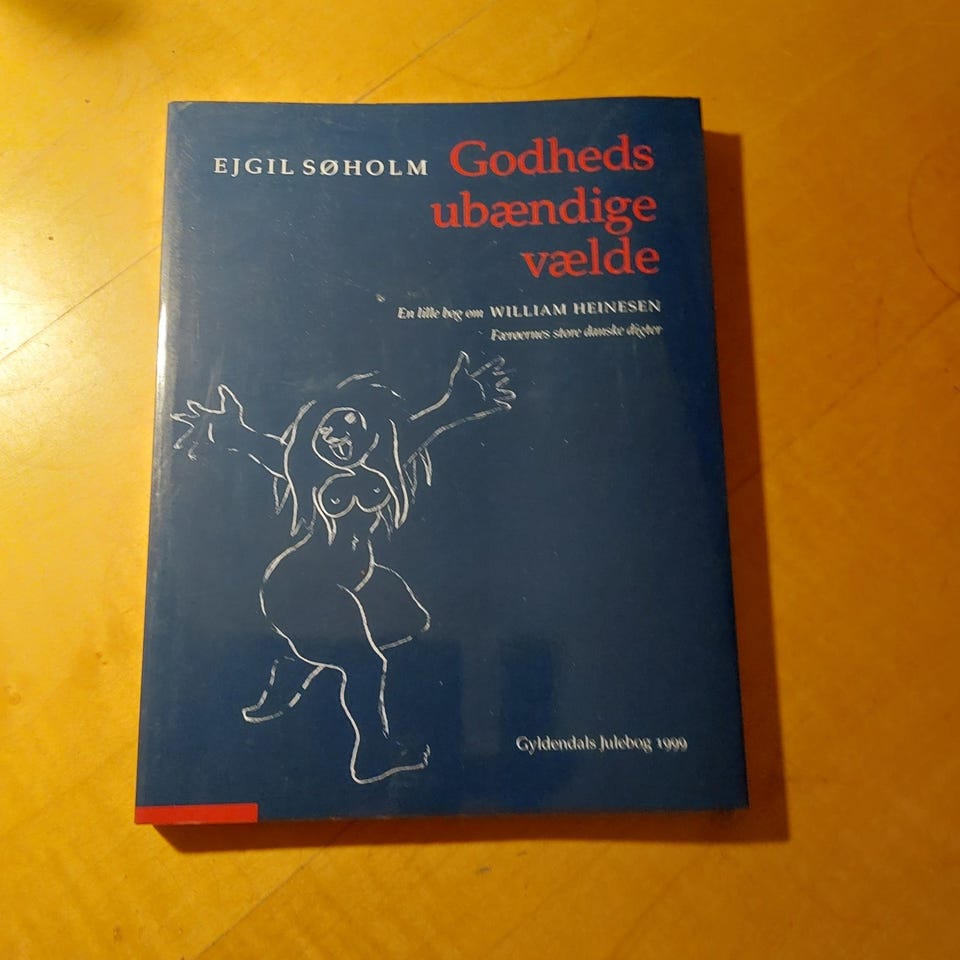 EJGIL SØHOLM
Godheds
ubændige
vælde
En lille bog om WILLIAM HEINESEN
Færøernes store danske digter
Gyldendals Julebog 1999